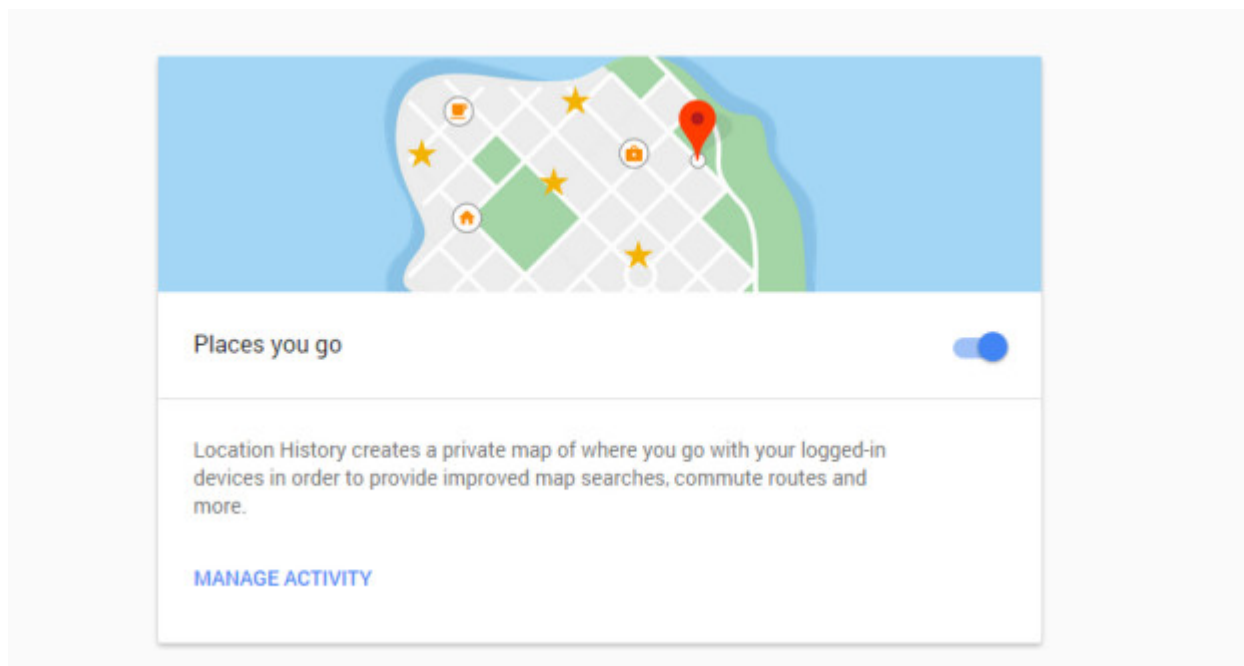 Places you go
Location History creates a private map of where you go with your logged-in
devices in order to provide improved map searches, commute routes and
more.
MANAGE ACTIVITY